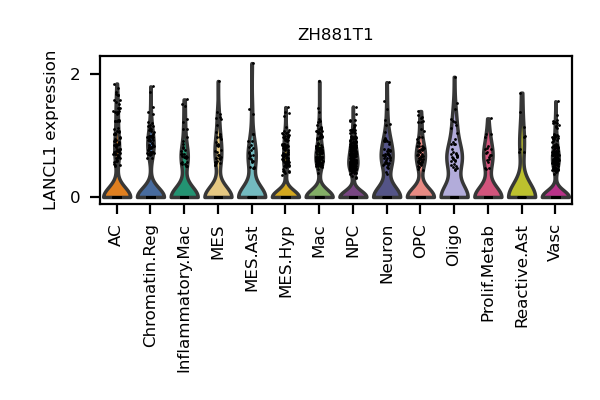 ZH881T1
LANCL1 expression
2
0
AC
Chromatin.Reg
Inflammatory.Mac
MES
MES.Ast
MES.Hyp
Mac
NPC
Neuron
OPC
Oligo
Prolif.Metab
Reactive.Ast
Vasc